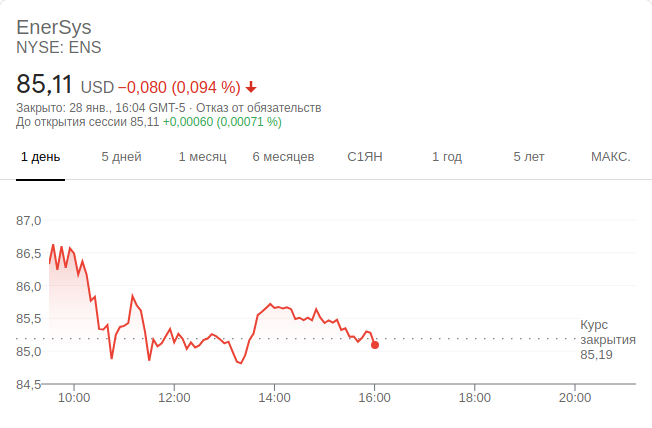 EnerSys
NYSE: ENS
85,11 USD −0,080 (0,094 %)
Закрыто: 28 янв., 16:04 GMT-5 · Отказ от обязательств
До открытия сессии 85,11 +0,00060 (0,00071 %)
1 день 5 дней 1 месяц 6 месяцев С1ЯН 1 год 5 лет МАКС.
87,0
86,5
86,0
85,5
85,0
84,5
Курс
закрытия
85,19
10:00 12:00 14:00 16:00 18:00 20:00